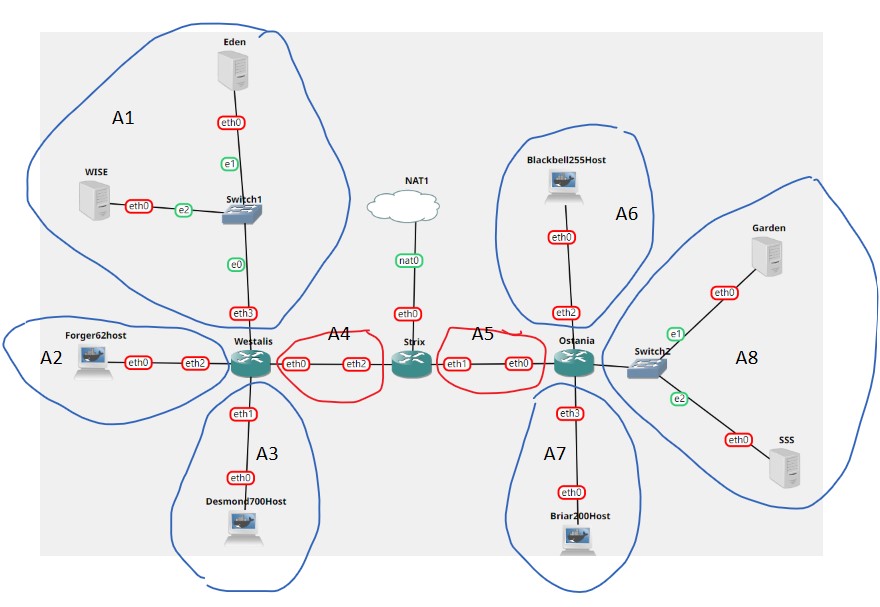 Eden
A1
eth0
e1
WISE
eth0
e2
Switch1
e0
eth3
NAT1
nat0
eth0
Blackbell255Host
A6
eth0
eth2
Garden
eth0
e1
Switch2
A8
e2
eth0
SSS
Forger62host
A2
eth0
eth2
Westalis
A4
eth0
eth2
Strix
A5
eth1
eth0
Ostania
eth1
A3
eth0
Desmond700Host
eth3
A7
eth0
Briar200Host